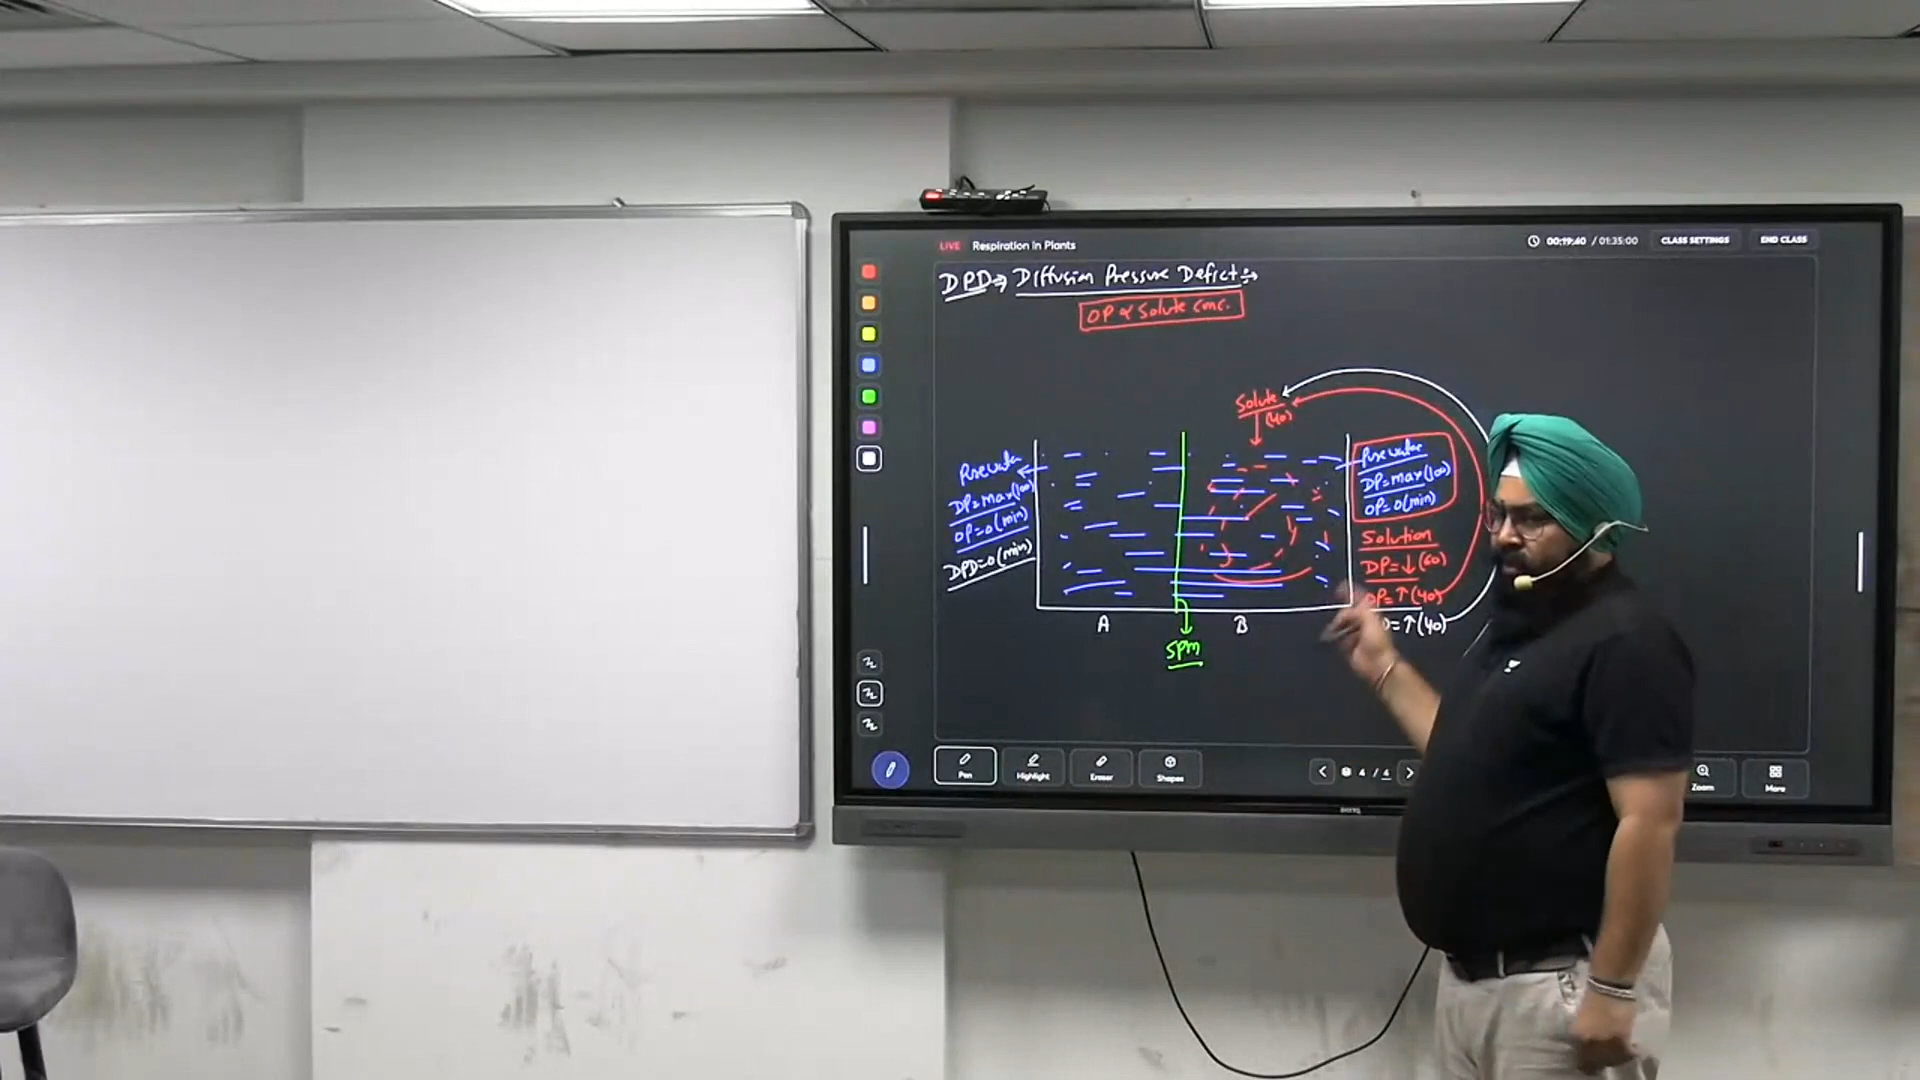 LIVE Respiration In Plants
00:19:40 / 01:35:00 CLASS SETTINGS END CLASS
DPD ⇒ Diffusion Pressure Deficit :→
OP ∝ Solute Conc.
Solute
(40)
Pure water
DP = max (100)
OP = 0 (min)
DPD = 0 (min)
Pure water
DP = max (100)
OP = 0 (min)
Solution
DP = ↓ (60)
OP = ↑ (40)
D = ↑ (40)
A
B
SPM
Pen
Highlight
Eraser
Shapes
4 / 4
Zoom
More